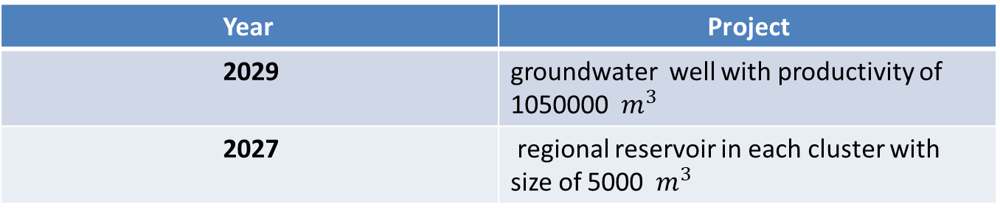 Year Project
2029 groundwater well with productivity of
1050000 m³
2027 regional reservoir in each cluster with
size of 5000 m³